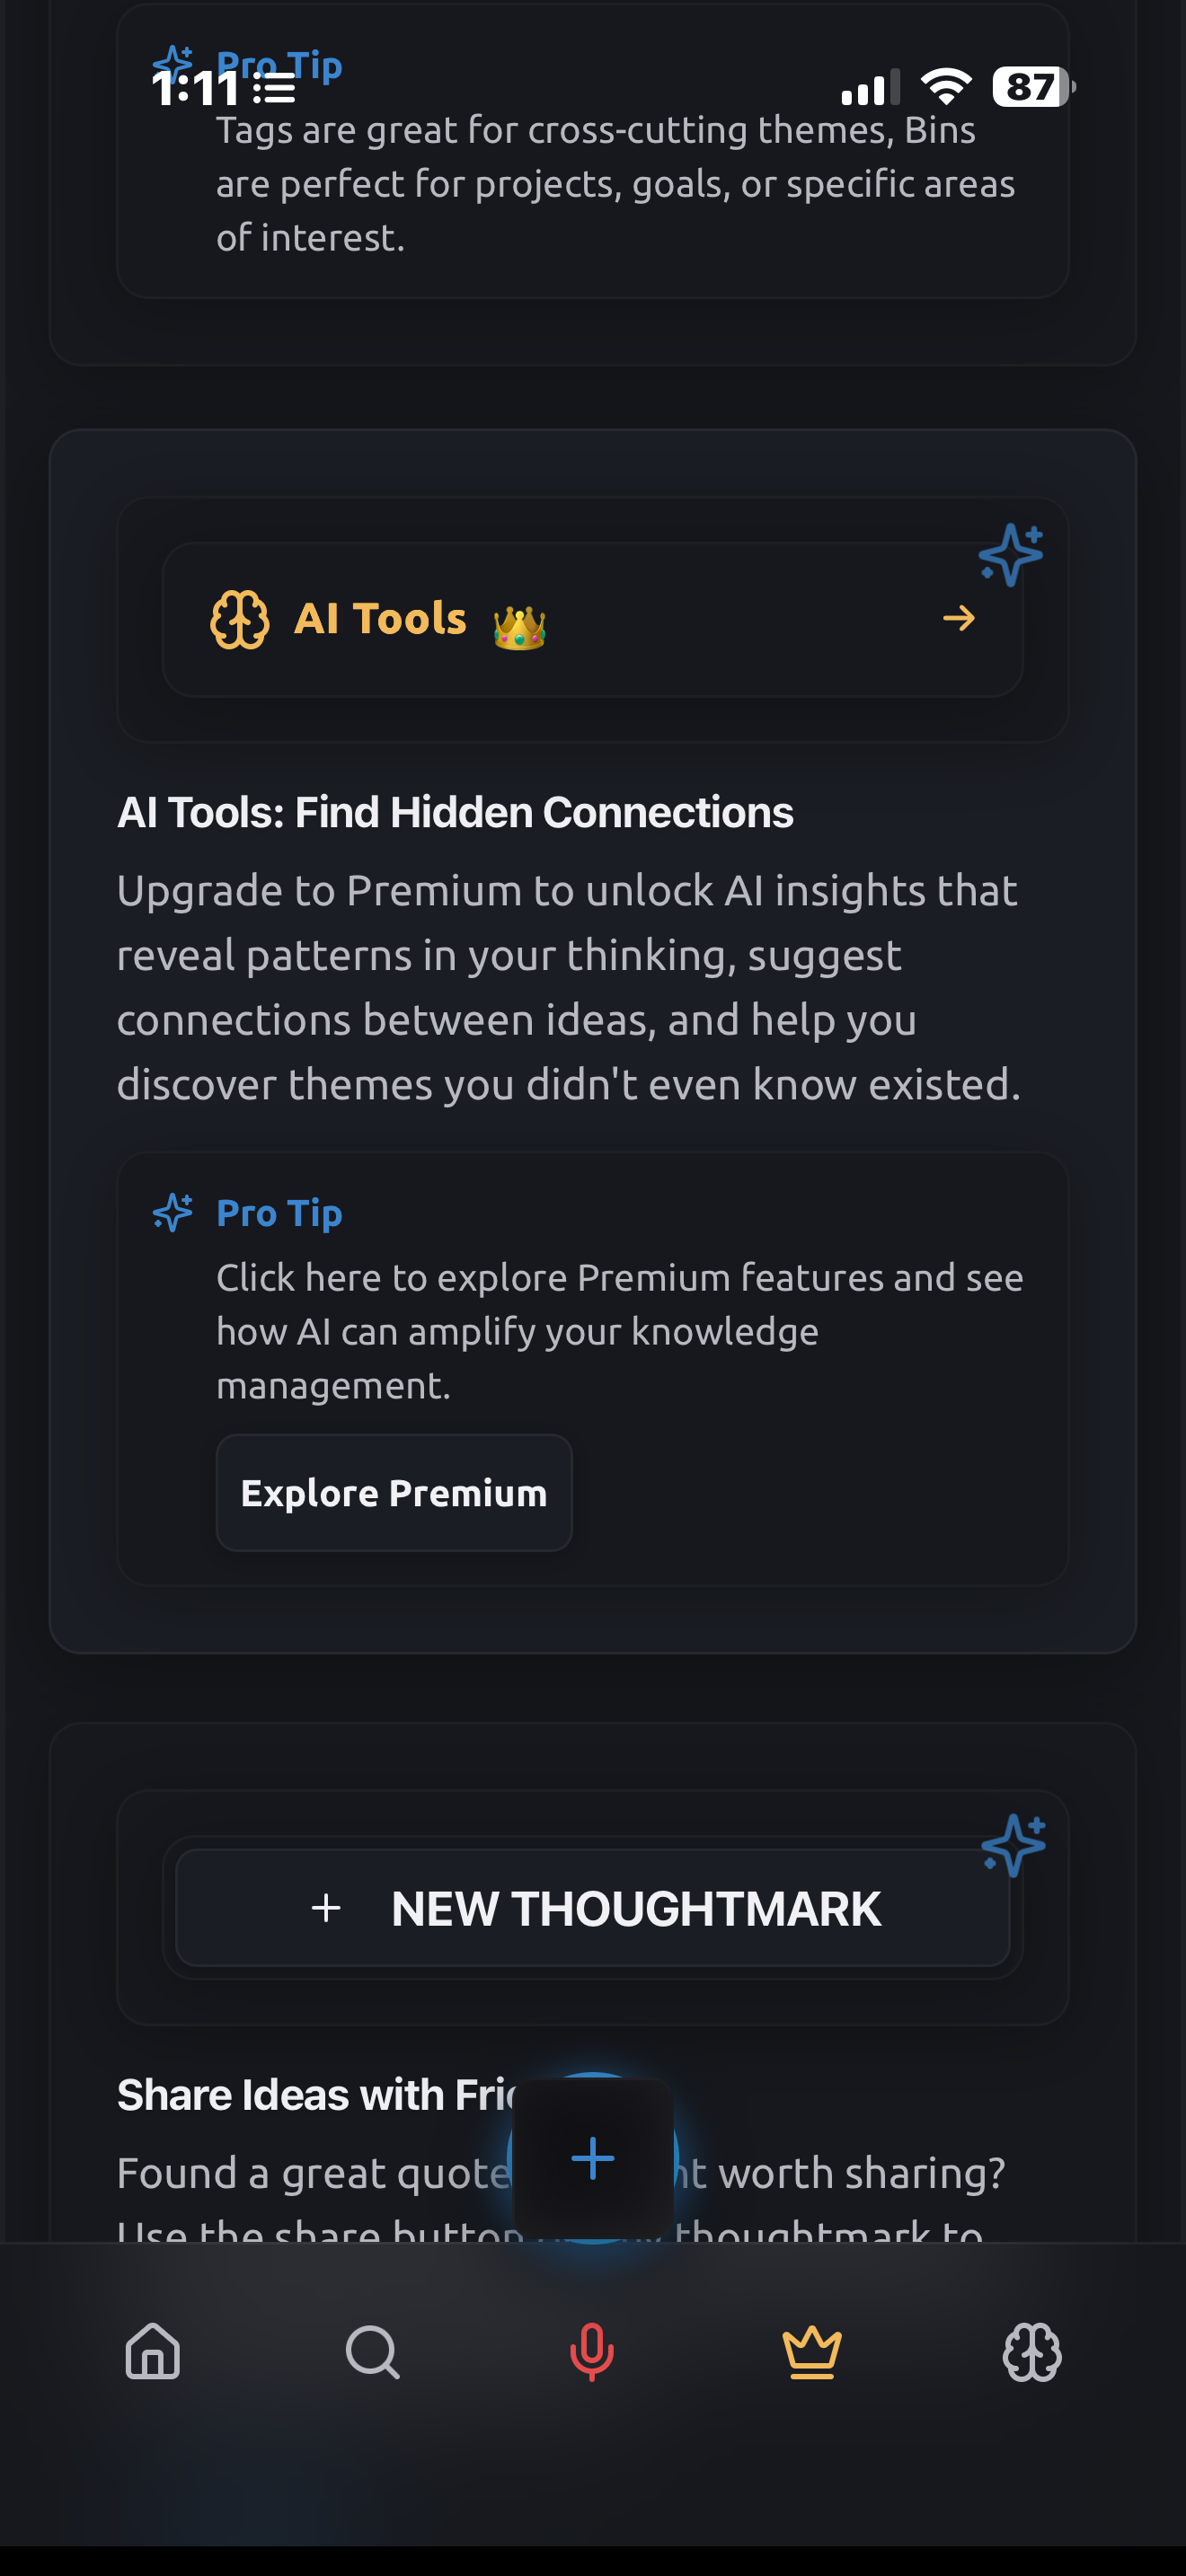 Pro Tip
1:11
87
Tags are great for cross-cutting themes, Bins
are perfect for projects, goals, or specific areas
of interest.
AI Tools
AI Tools: Find Hidden Connections
Upgrade to Premium to unlock AI insights that
reveal patterns in your thinking, suggest
connections between ideas, and help you
discover themes you didn't even know existed.
Pro Tip
Click here to explore Premium features and see
how AI can amplify your knowledge
management.
Explore Premium
NEW THOUGHTMARK
Share Ideas with
Found a great quote worth sharing?
Use the share button thoughtmark to